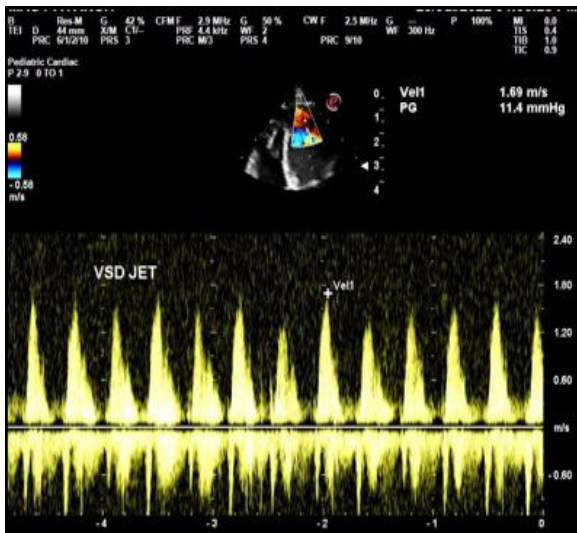 B Res-M G 42 % CFM F 2.9 MHz G 50 % CW F 2.5 MHz G --- P 100% MI 0.0
TEI D 44 mm X/M C1/-- PRF 4.4 kHz WF 2 WF 300 Hz TIS 0.4
PRC 6/1/2/10 PRS 3 PRC M/3 PRS 4 PRC 9/10 TIB 1.0
TIC 0.9
Pediatric Cardiac
P 2.9 0 TO 1
Vel1 1.69 m/s
PG 11.4 mmHg
0
1
2
3
4
0.58
-0.58
m/s
VSD JET
Vel1
2.40
1.80
1.20
0.60
m/s
-0.60
-4 -3 -2 -1 0